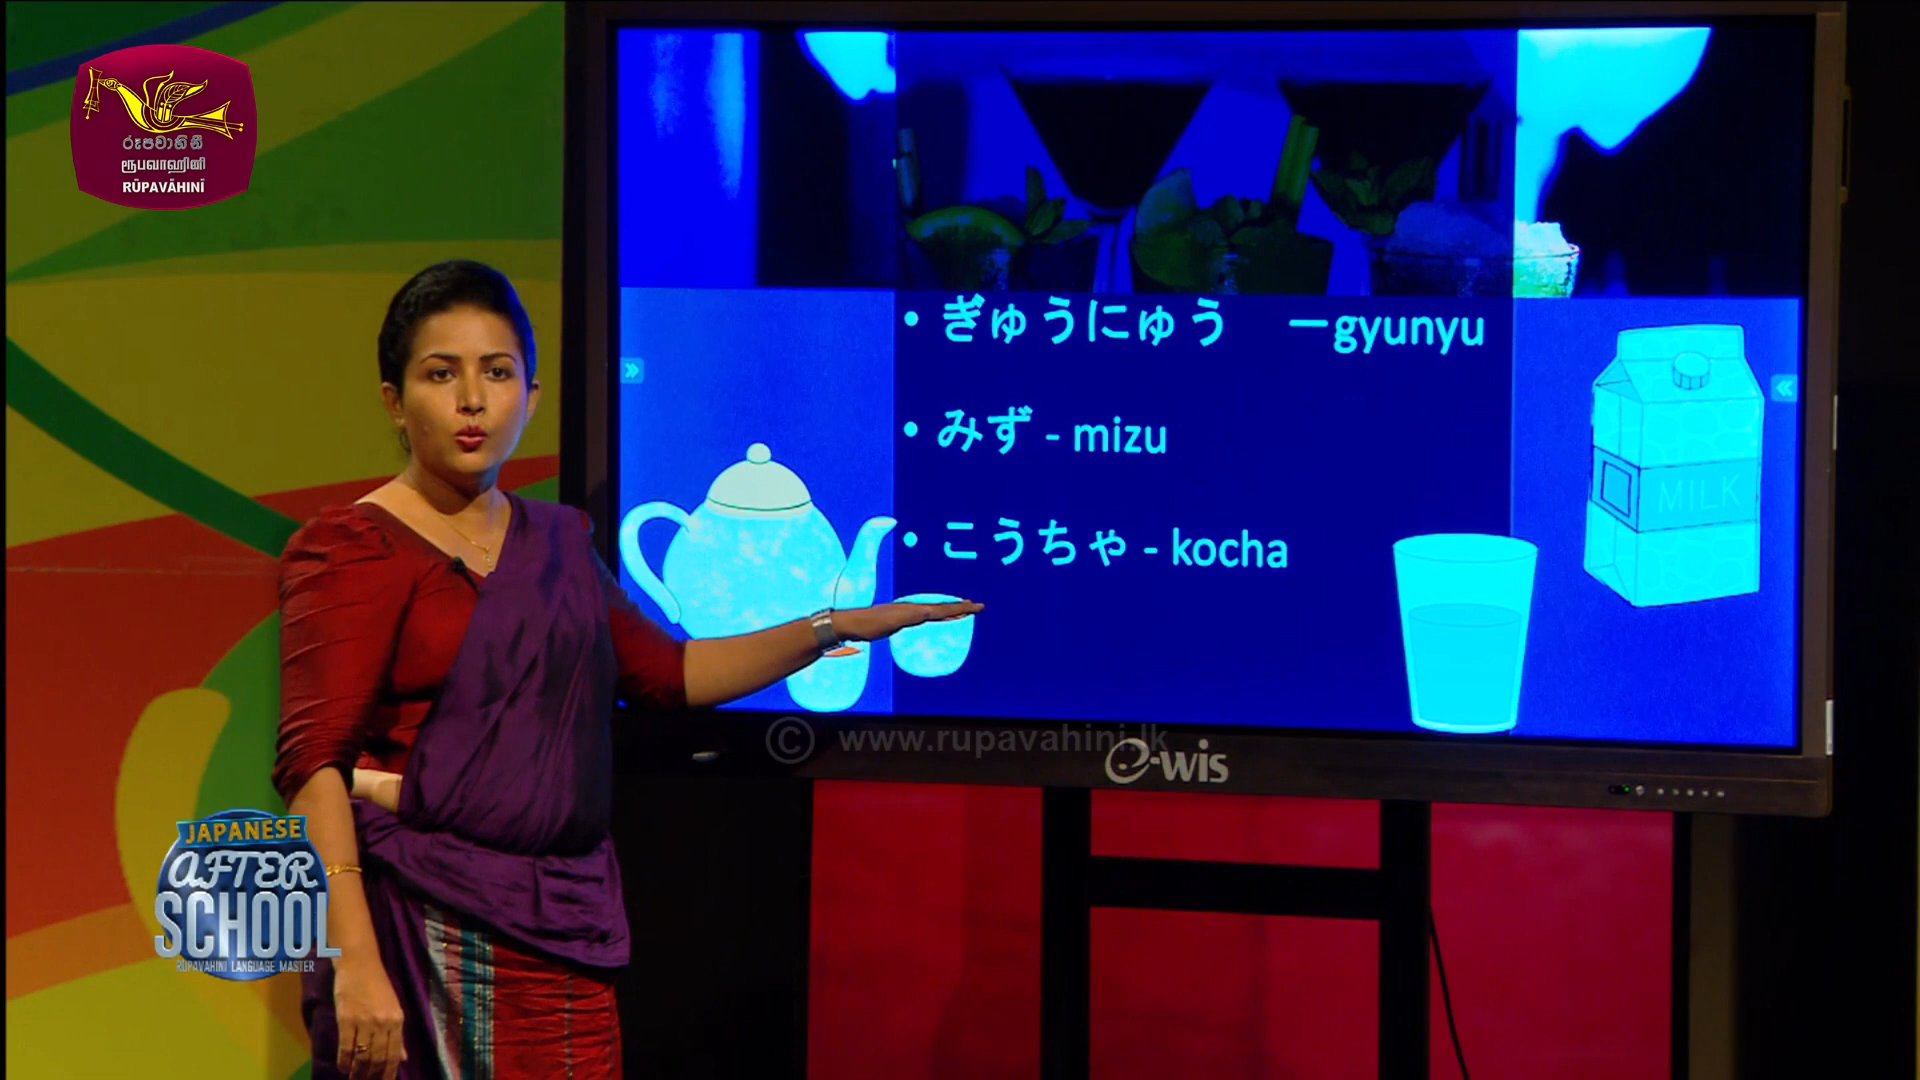 රූපවාහිනී
ரூபவாஹினி
RŪPAVĀHINĪ
• ぎゅうにゅう ーgyunyu
• みず - mizu
• こうちゃ - kocha
MILK
© www.rupavahini.lk
e-wis
JAPANESE
AFTER
SCHOOL
RUPAVAHINI LANGUAGE MASTER